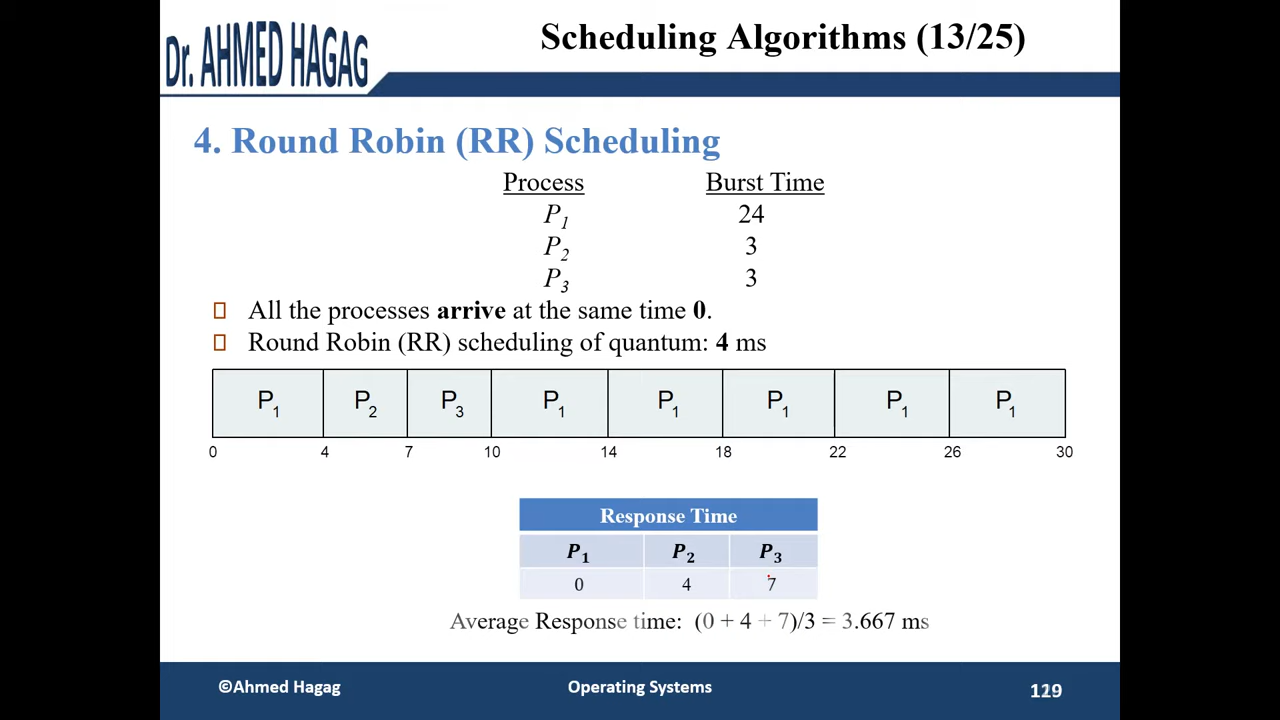 Dr. AHMED HAGAG
Scheduling Algorithms (13/25)
4. Round Robin (RR) Scheduling
Process Burst Time
P1 24
P2 3
P3 3
All the processes arrive at the same time 0.
Round Robin (RR) scheduling of quantum: 4 ms
P1 P2 P3 P1 P1 P1 P1 P1
0 4 7 10 14 18 22 26 30
Response Time
P1 P2 P3
0 4 7
Average Response time: (0 + 4 + 7)/3 = 3.667 ms
©Ahmed Hagag Operating Systems